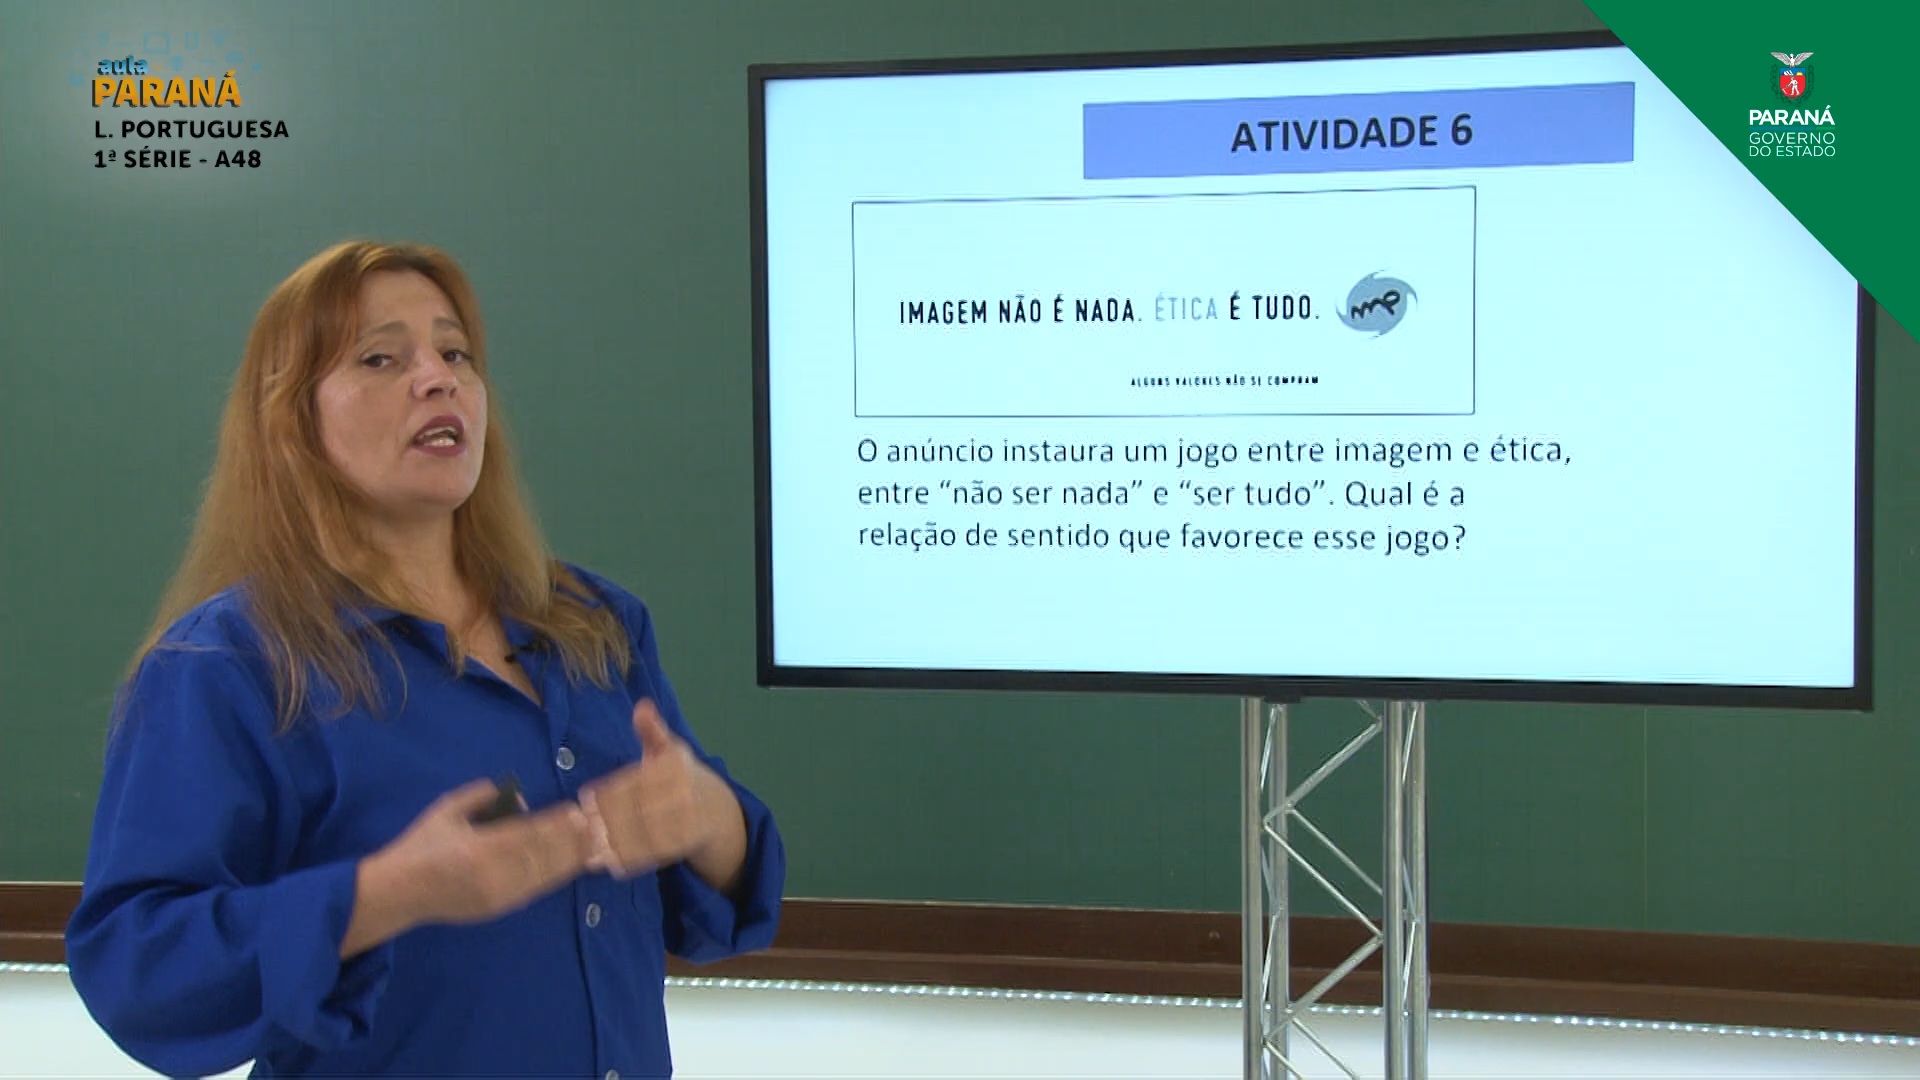 aula
PARANÁ
L. PORTUGUESA
1ª SÉRIE - A48
PARANÁ
GOVERNO
DO ESTADO
ATIVIDADE 6
IMAGEM NÃO É NADA. ÉTICA É TUDO.
ALGUNS VALORES NÃO SE COMPRAM
O anúncio instaura um jogo entre imagem e ética,
entre “não ser nada” e “ser tudo”. Qual é a
relação de sentido que favorece esse jogo?